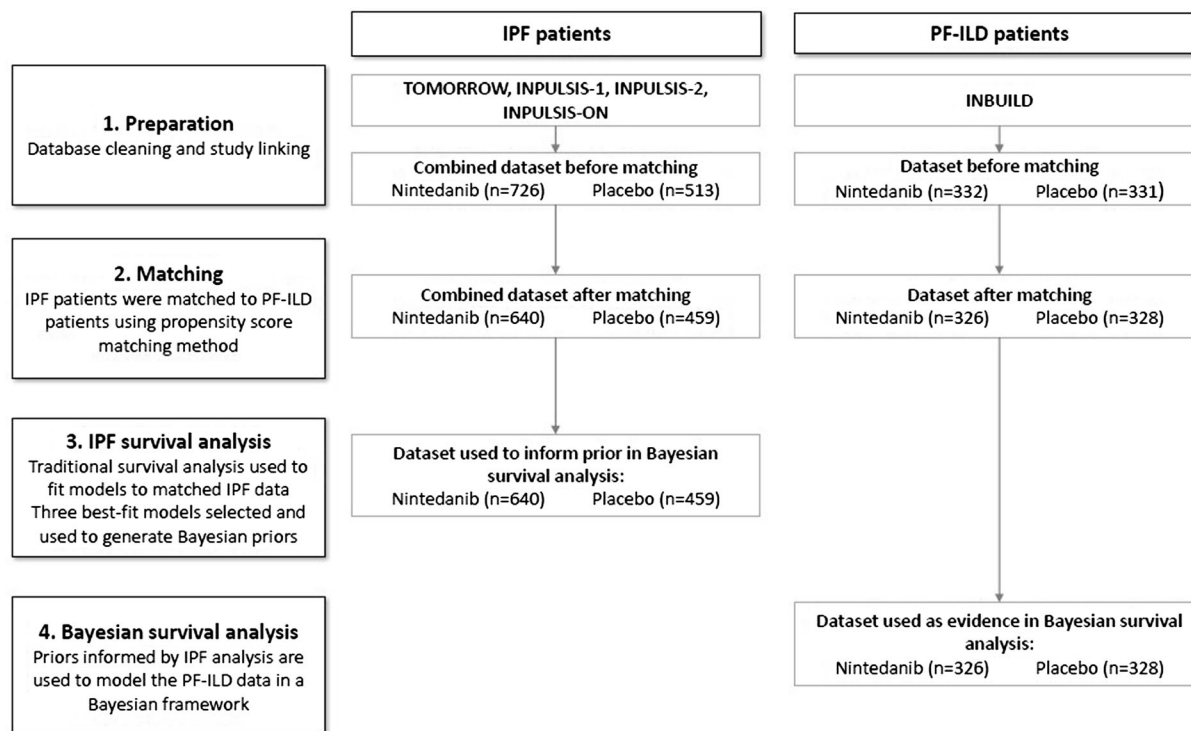 IPF patients
PF-ILD patients
1. Preparation
Database cleaning and study linking
TOMORROW, INPULSIS-1, INPULSIS-2,
INPULSIS-ON
INBUILD
Combined dataset before matching
Nintedanib (n=726) Placebo (n=513)
Dataset before matching
Nintedanib (n=332) Placebo (n=331)
2. Matching
IPF patients were matched to PF-ILD
patients using propensity score
matching method
Combined dataset after matching
Nintedanib (n=640) Placebo (n=459)
Dataset after matching
Nintedanib (n=326) Placebo (n=328)
3. IPF survival analysis
Traditional survival analysis used to
fit models to matched IPF data
Three best-fit models selected and
used to generate Bayesian priors
Dataset used to inform prior in Bayesian
survival analysis:
Nintedanib (n=640) Placebo (n=459)
4. Bayesian survival analysis
Priors informed by IPF analysis are
used to model the PF-ILD data in a
Bayesian framework
Dataset used as evidence in Bayesian survival
analysis:
Nintedanib (n=326) Placebo (n=328)